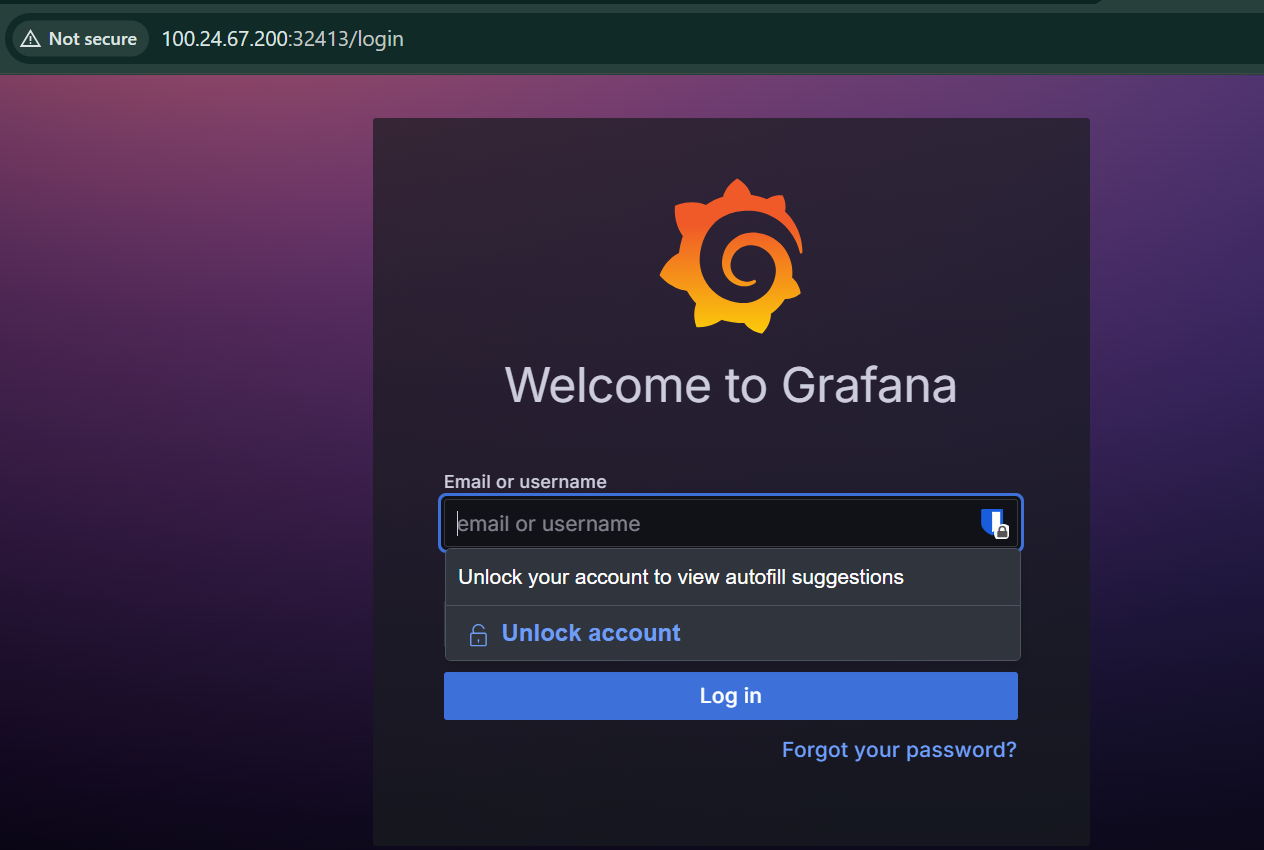 Not secure 100.24.67.200:32413/login
Welcome to Grafana
Email or username
email or username
Unlock your account to view autofill suggestions
Unlock account
Log in
Forgot your password?